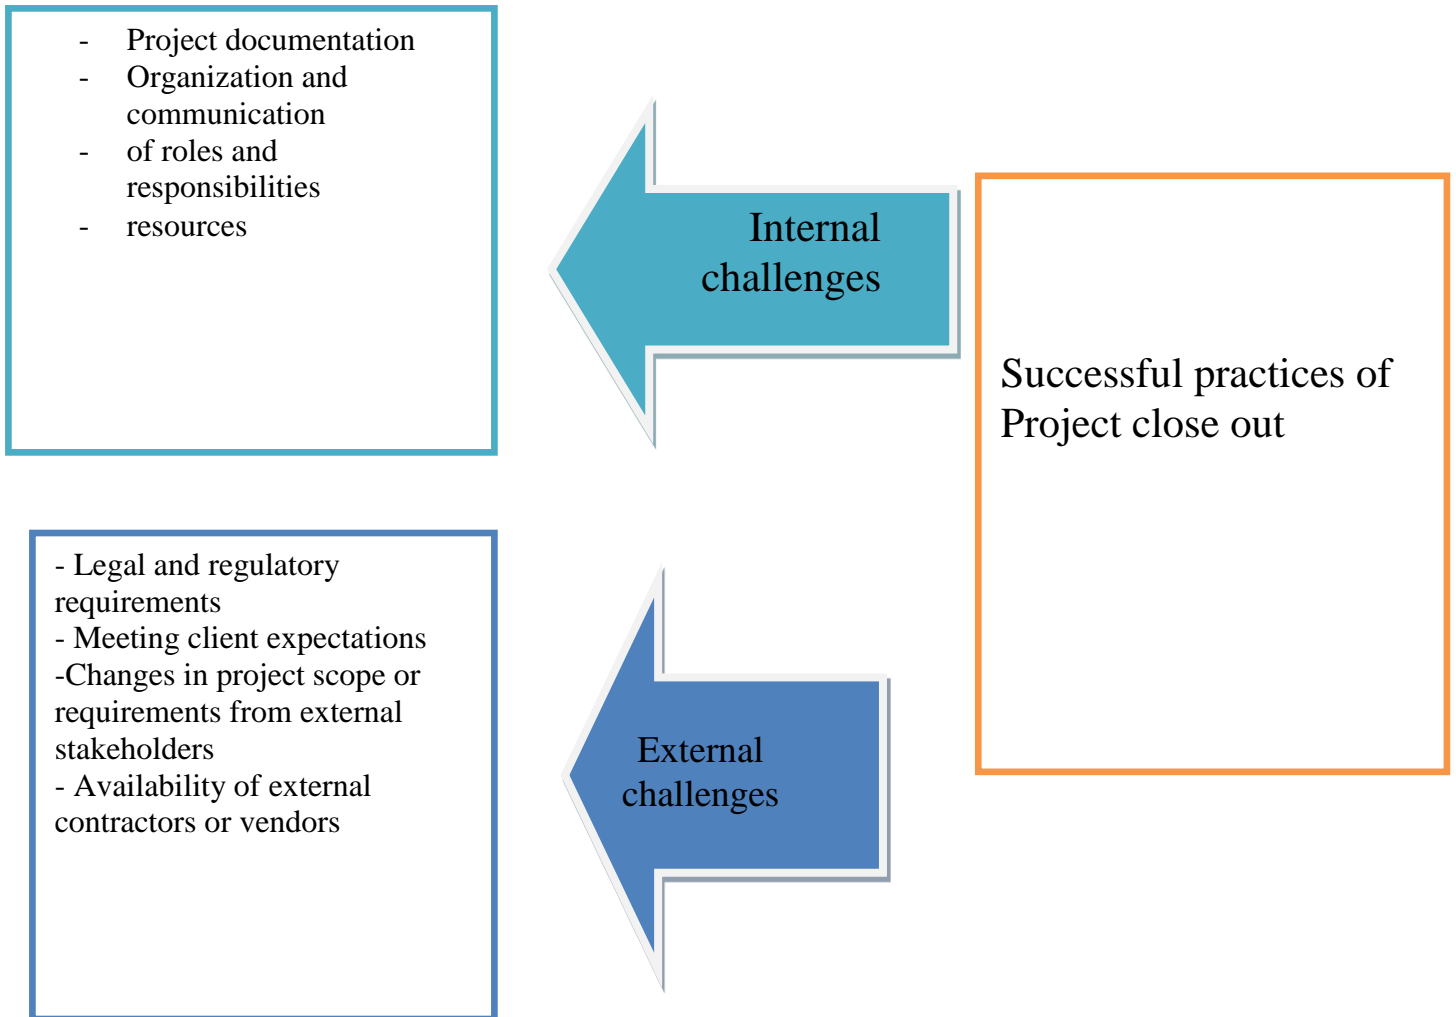 - Project documentation
- Organization and
communication
- of roles and
responsibilities
- resources
Internal
challenges
Successful practices of
Project close out
- Legal and regulatory
requirements
- Meeting client expectations
-Changes in project scope or
requirements from external
stakeholders
- Availability of external
contractors or vendors
External
challenges